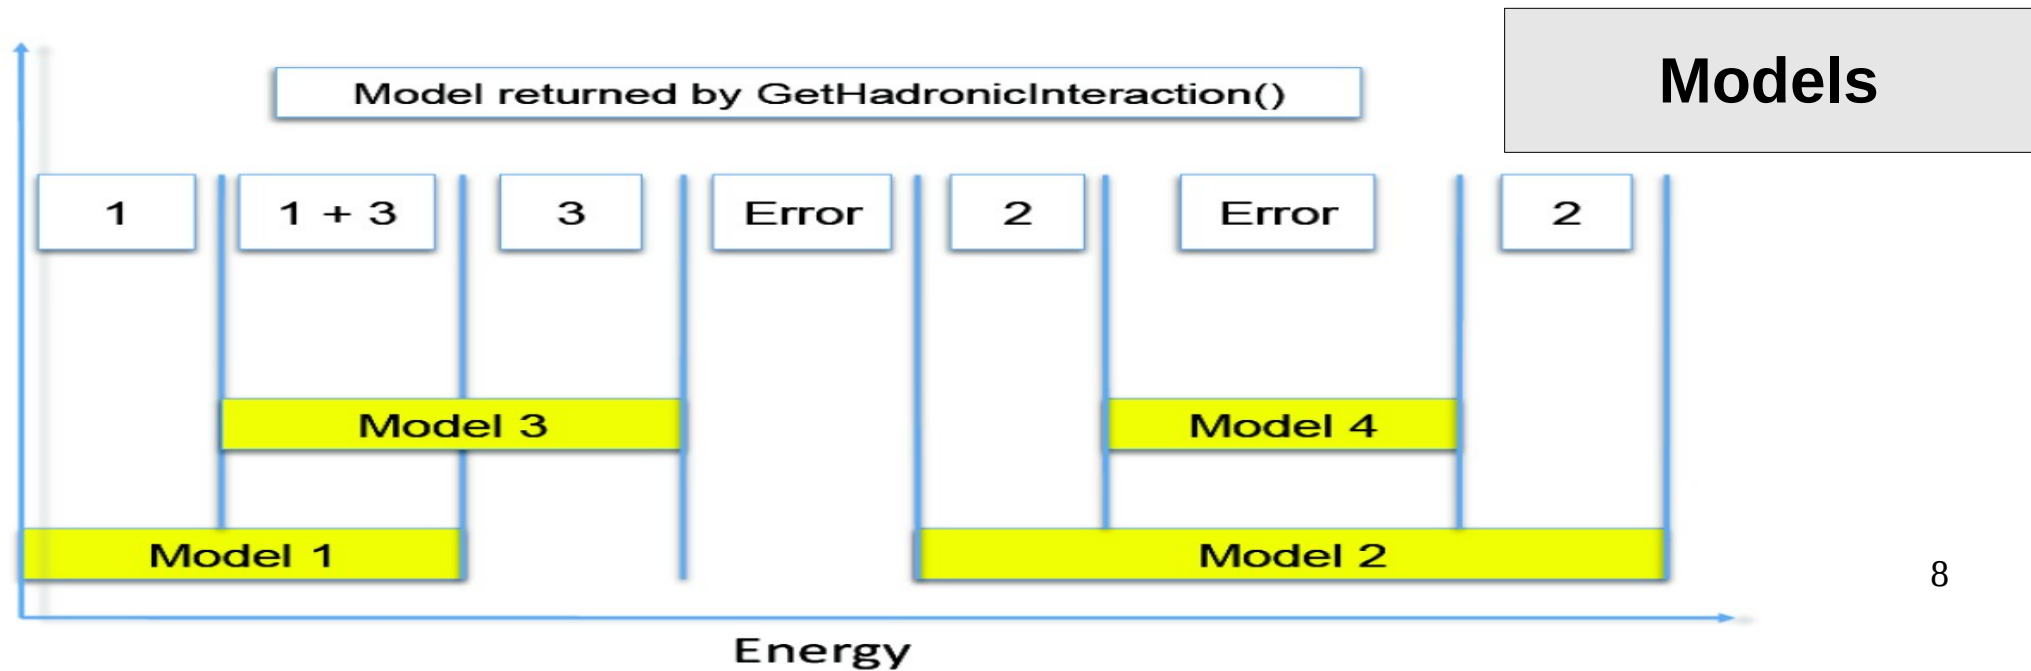 Models
Model returned by GetHadronicInteraction()
1
1 + 3
3
Error
2
Error
2
Model 3
Model 4
Model 1
Model 2
8
Energy